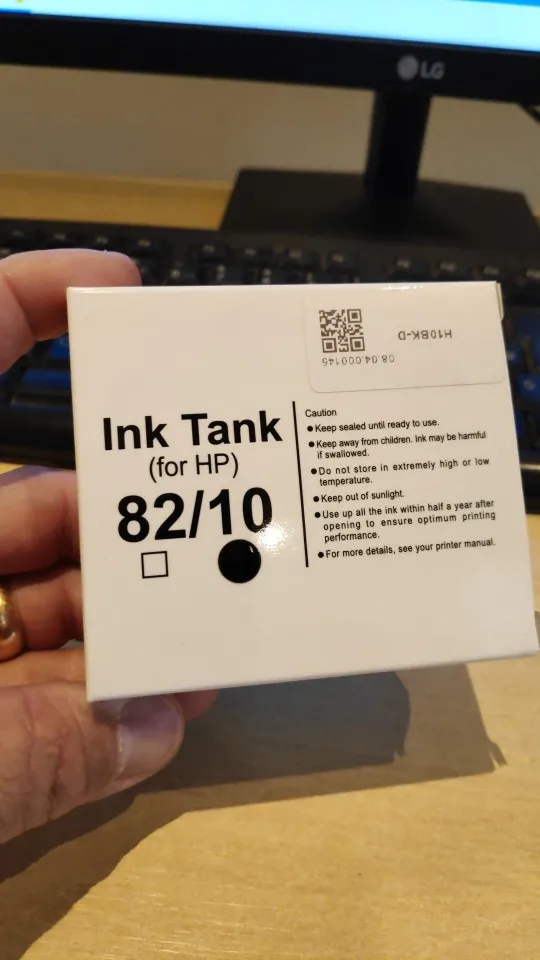 LG
H10BK-D
08.04.000145
Ink Tank
(for HP)
82/10
Caution
●Keep sealed until ready to use.
●Keep away from children. Ink may be harmful
if swallowed.
●Do not store in extremely high or low
temperature.
●Keep out of sunlight.
●Use up all the ink within half a year after
opening to ensure optimum printing
performance.
●For more details, see your printer manual.